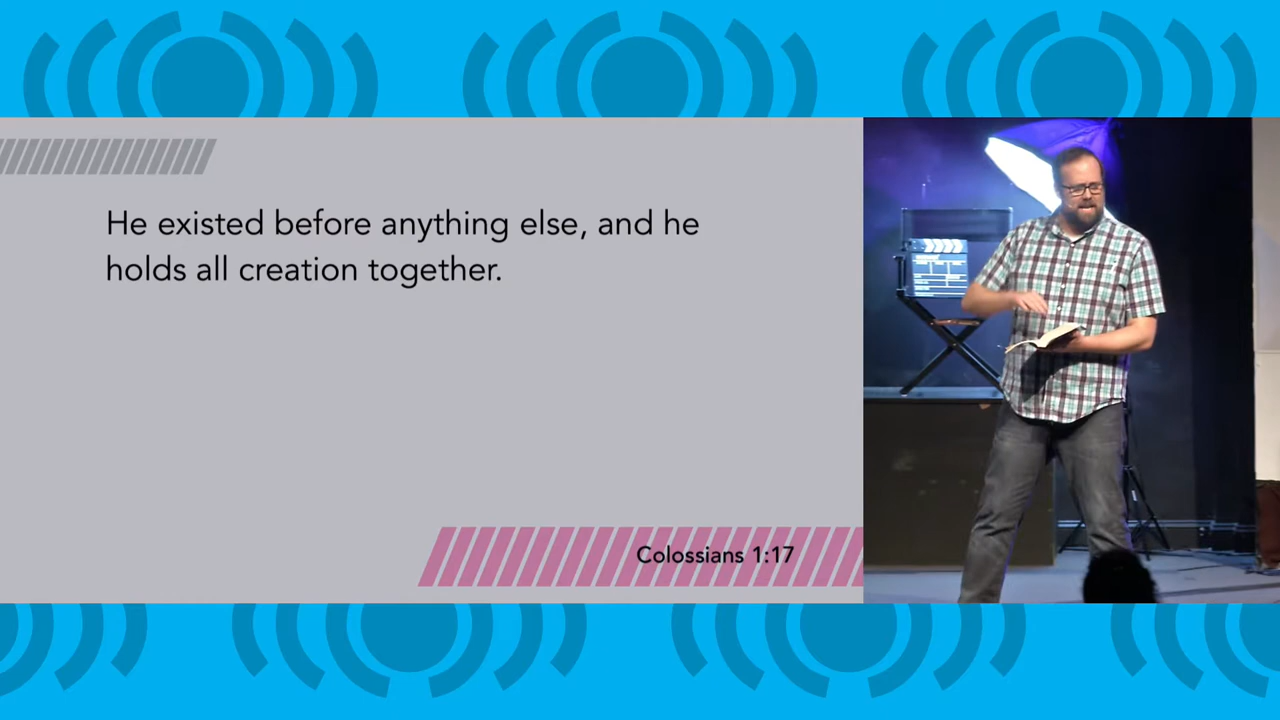 He existed before anything else, and he
holds all creation together.
Colossians 1:17